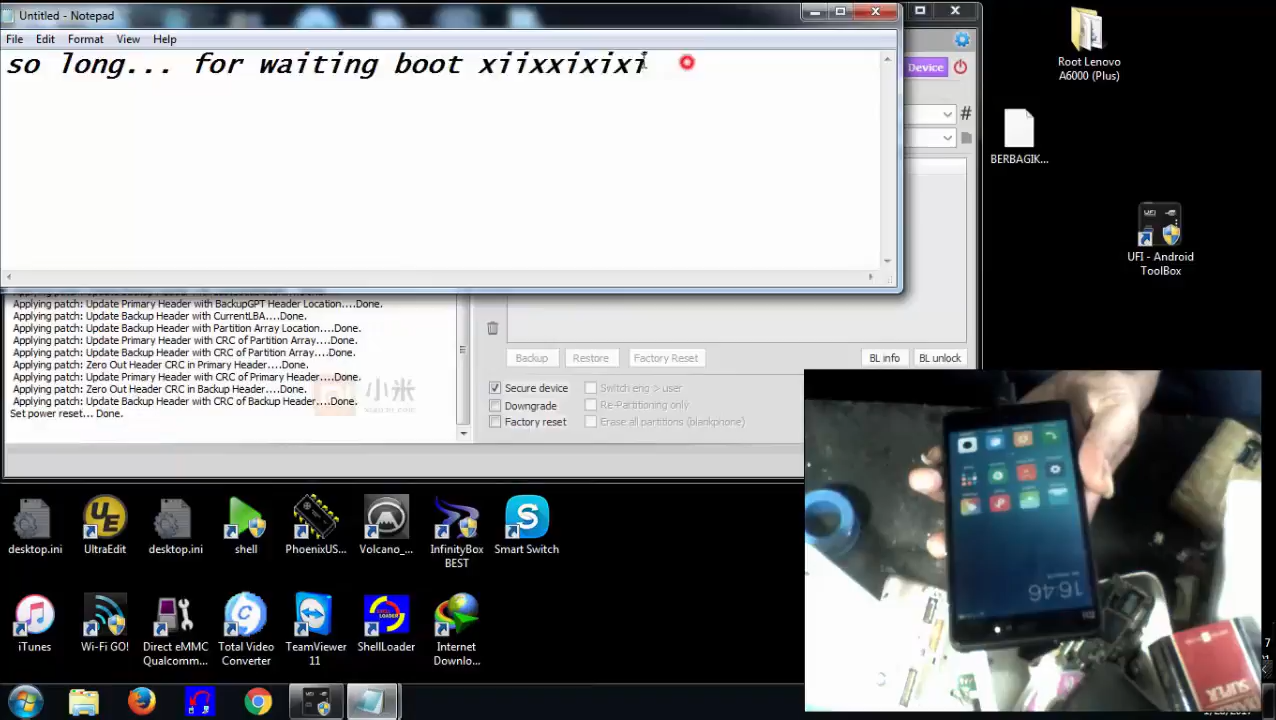 Untitled - Notepad
File Edit Format View Help
so long... for waiting boot xiixxixixi
Device
#
Applying patch: Update Primary Header with BackupGPT Header Location....Done.
Applying patch: Update Backup Header with CurrentLBA....Done.
Applying patch: Update Backup Header with Partition Array Location....Done.
Applying patch: Update Primary Header with CRC of Partition Array....Done.
Applying patch: Update Backup Header with CRC of Partition Array....Done.
Applying patch: Zero Out Header CRC in Primary Header....Done.
Applying patch: Update Primary Header with CRC of Primary Header....Done.
Applying patch: Zero Out Header CRC in Backup Header....Done.
Applying patch: Update Backup Header with CRC of Backup Header....Done.
Set power reset... Done.
小米
Backup Restore Factory Reset BL info BL unlock
Secure device Switch eng > user
Downgrade Re-Partitioning only
Factory reset Erase all partitions (blankphone)
Root Lenovo
A6000 (Plus)
BERBAGIK...
UFI - Android
ToolBox
desktop.ini UltraEdit desktop.ini shell PhoenixUS... Volcano_... InfinityBox
BEST Smart Switch
iTunes Wi-Fi GO! Direct eMMC
Qualcomm... Total Video
Converter TeamViewer
11 ShellLoader Internet
Downlo...
16:46